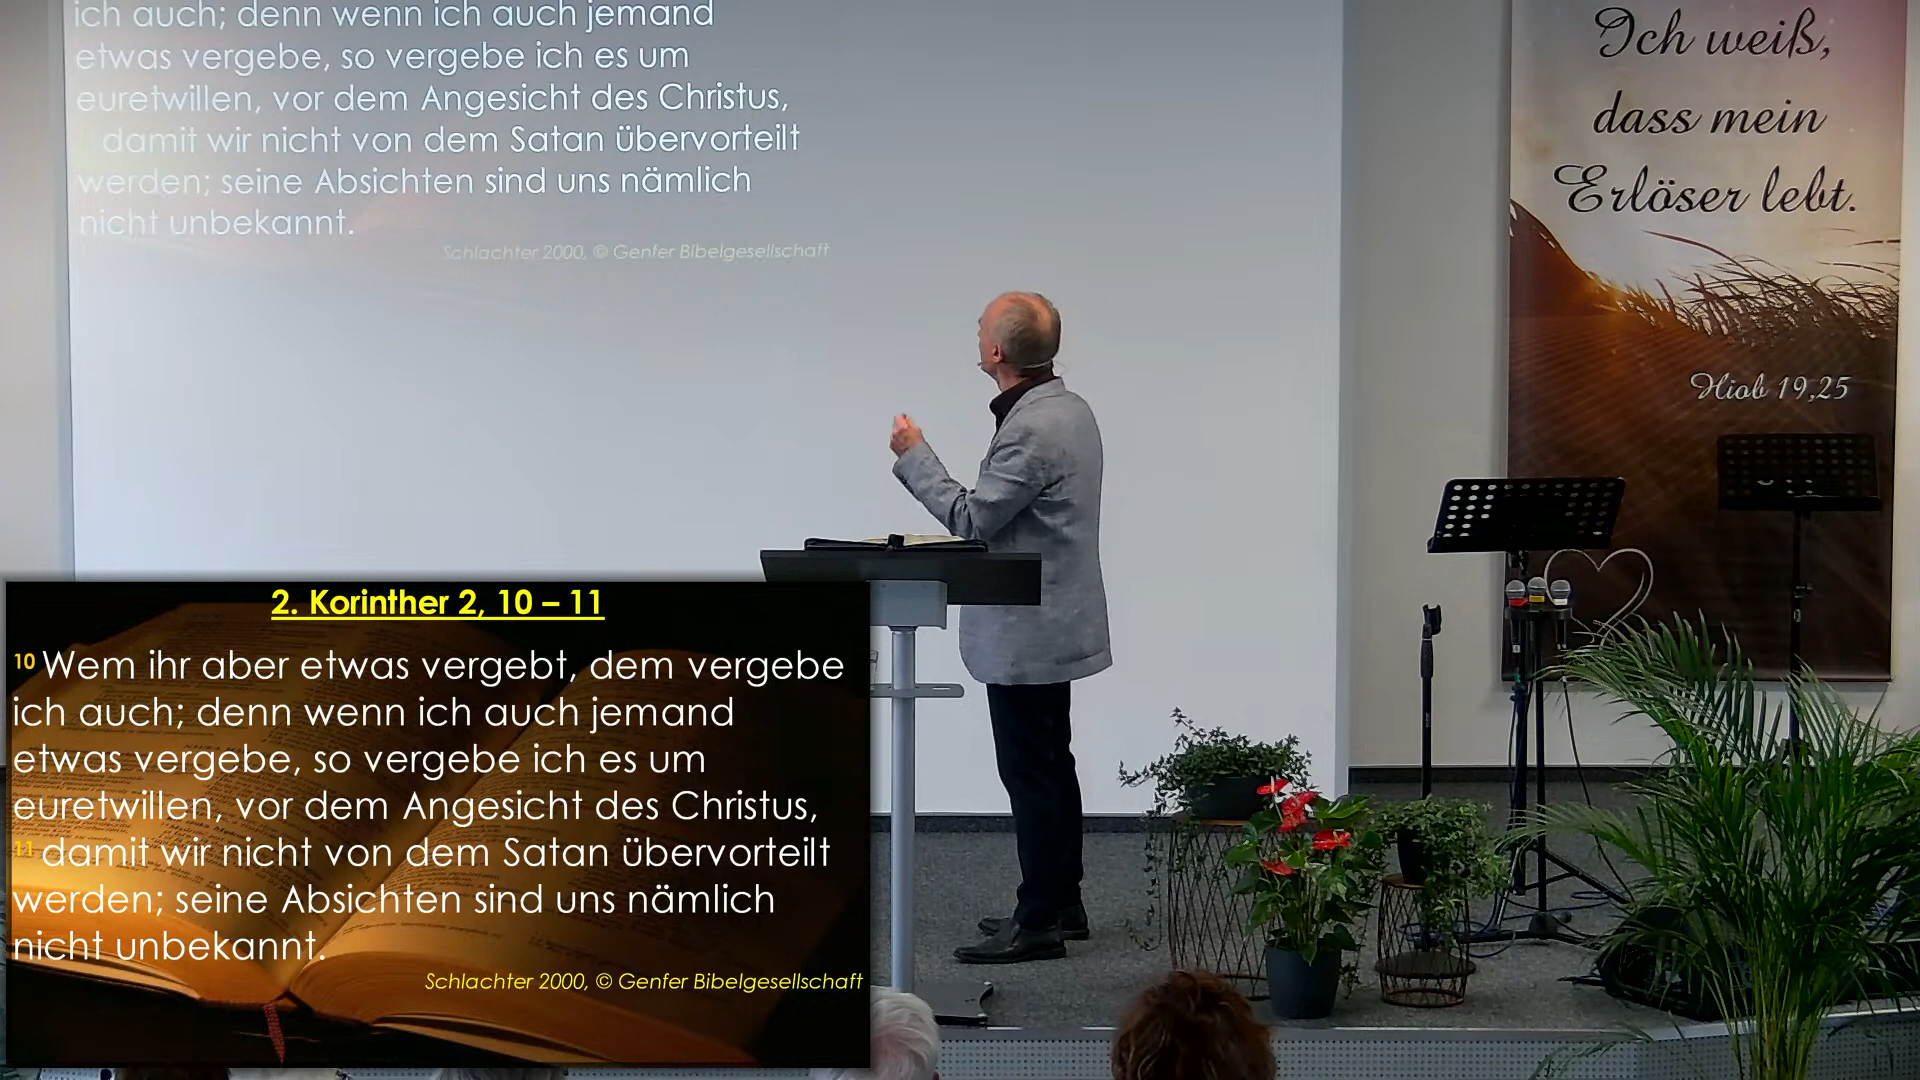 ich auch; denn wenn ich auch jemand
etwas vergebe, so vergebe ich es um
euretwillen, vor dem Angesicht des Christus,
damit wir nicht von dem Satan übervorteilt
werden; seine Absichten sind uns nämlich
nicht unbekannt.
Schlachter 2000, © Genfer Bibelgesellschaft
Ich weiß,
dass mein
Erlöser lebt.
Hiob 19,25
2. Korinther 2, 10 – 11
10 Wem ihr aber etwas vergebt, dem vergebe
ich auch; denn wenn ich auch jemand
etwas vergebe, so vergebe ich es um
euretwillen, vor dem Angesicht des Christus,
11 damit wir nicht von dem Satan übervorteilt
werden; seine Absichten sind uns nämlich
nicht unbekannt.
Schlachter 2000, © Genfer Bibelgesellschaft